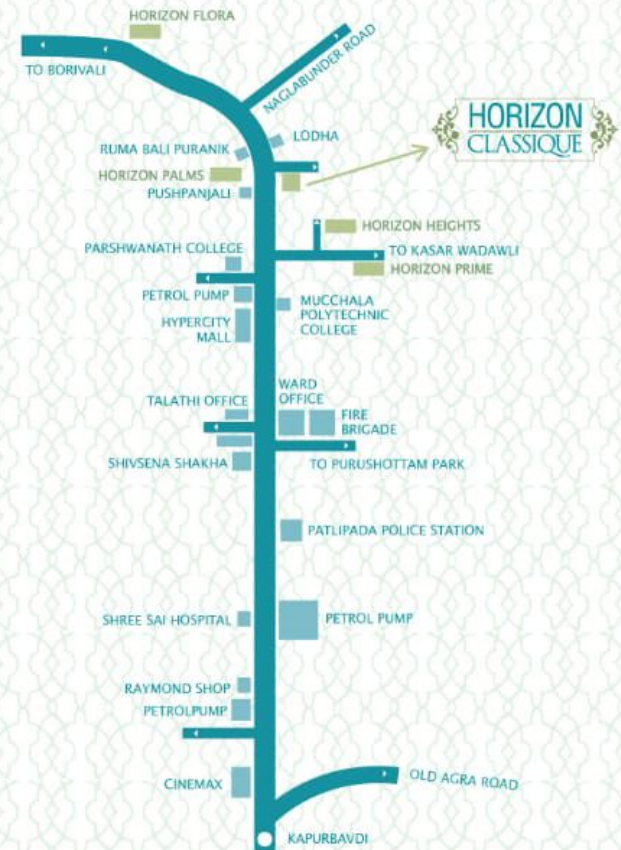 HORIZON FLORA
TO BORIVALI
NAGLABUNDER ROAD
HORIZON
CLASSIQUE
LODHA
RUMA BALI PURANIK
HORIZON PALMS
PUSHPANJALI
HORIZON HEIGHTS
PARSHWANATH COLLEGE
TO KASAR WADAWLI
HORIZON PRIME
PETROL PUMP
MUCCHALA
POLYTECHNIC
COLLEGE
HYPERCITY
MALL
WARD
OFFICE
TALATHI OFFICE
FIRE
BRIGADE
SHIVSENA SHAKHA
TO PURUSHOTTAM PARK
PATLIPADA POLICE STATION
SHREE SAI HOSPITAL
PETROL PUMP
RAYMOND SHOP
PETROLPUMP
CINEMAX
OLD AGRA ROAD
KAPURBAVDI